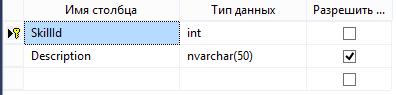 Имя столбца Тип данных Разрешить ...
SkillId int
Description nvarchar(50)